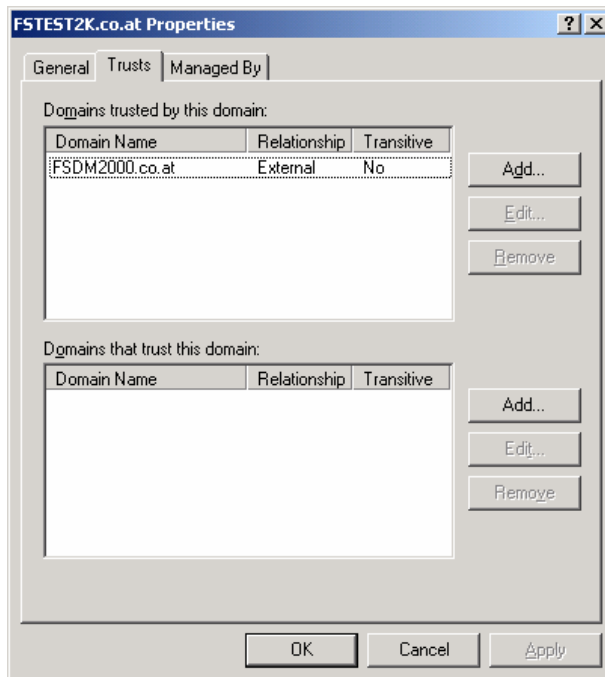 FSTEST2K.co.at Properties
General Trusts Managed By
Domains trusted by this domain:
Domain Name Relationship Transitive
FSDM2000.co.at External No
Add...
Edit...
Remove
Domains that trust this domain:
Domain Name Relationship Transitive
Add...
Edit...
Remove
OK Cancel Apply